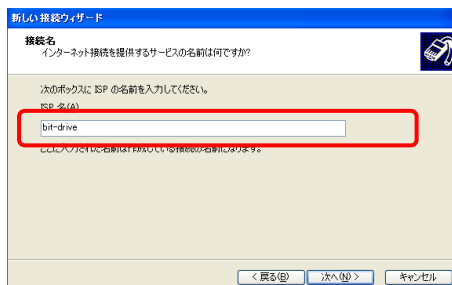 新しい接続ウィザード
接続名
インターネット接続を提供するサービスの名前は何ですか?
次のボックスに ISP の名前を入力してください。
ISP 名(A)
bit-drive
ここに入力された名前は作成している接続の名前になります。
< 戻る(B)
次へ(N) >
キャンセル